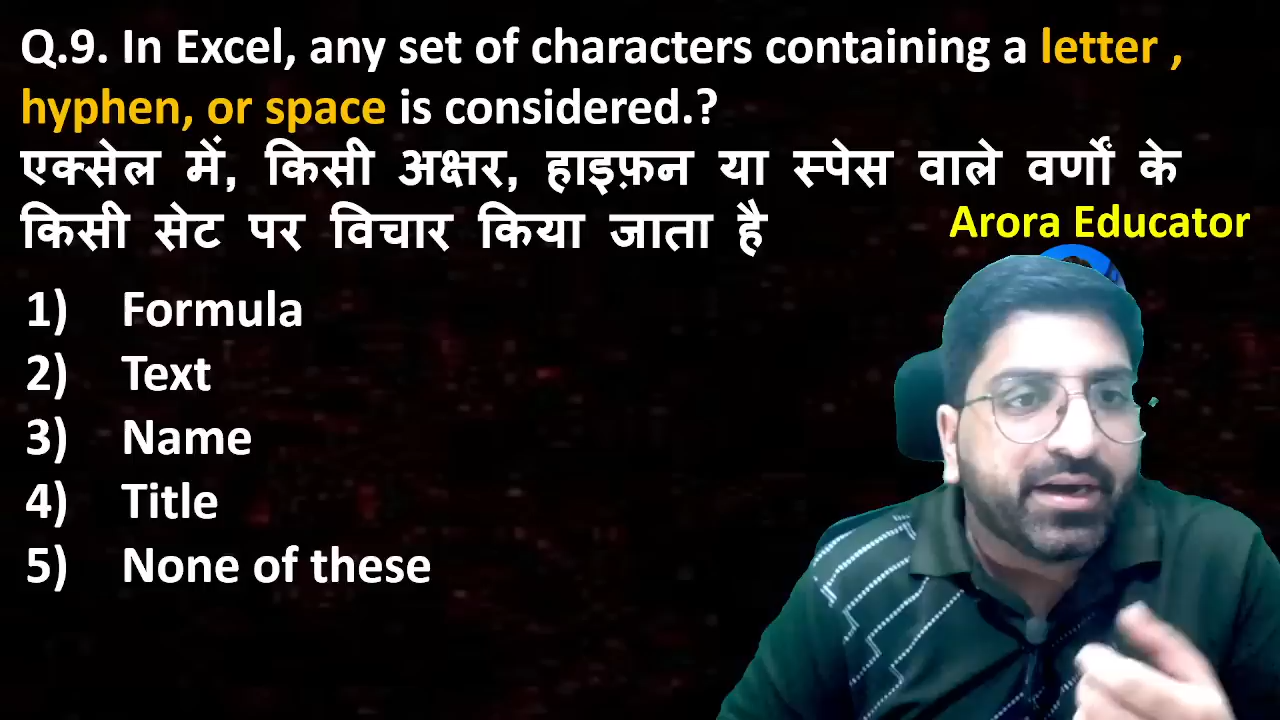 Q.9. In Excel, any set of characters containing a letter ,
hyphen, or space is considered.?
एक्सेल में, किसी अक्षर, हाइफ़न या स्पेस वाले वर्णों के
किसी सेट पर विचार किया जाता है
Arora Educator
1) Formula
2) Text
3) Name
4) Title
5) None of these